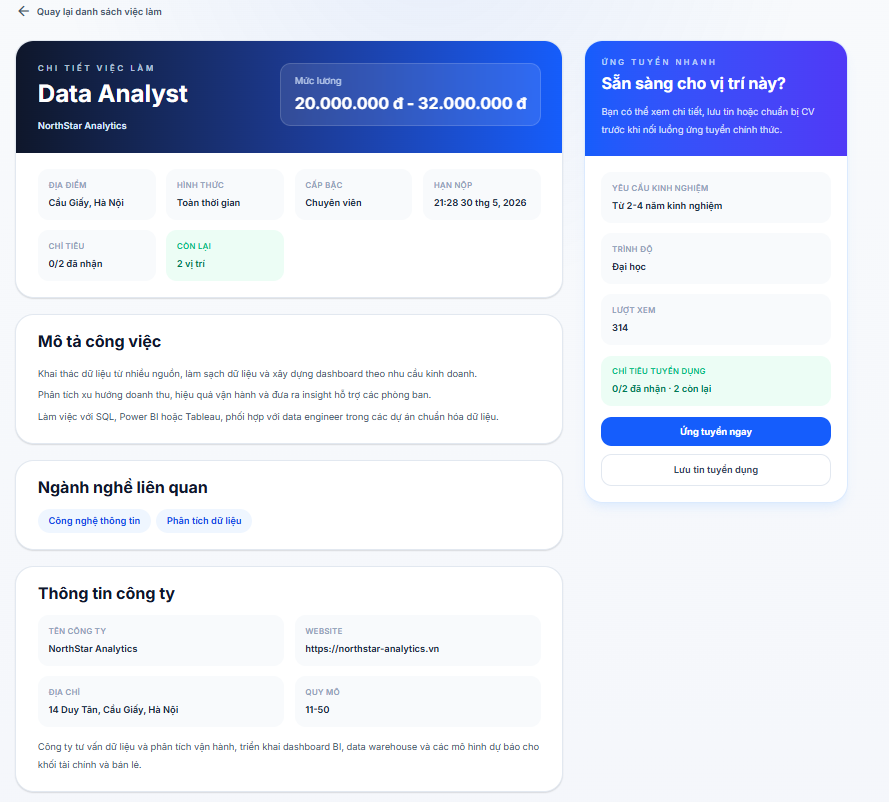 Quay lại danh sách việc làm
CHI TIẾT VIỆC LÀM
Data Analyst
NorthStar Analytics
Mức lương
20.000.000 đ - 32.000.000 đ
ĐỊA ĐIỂM
Cầu Giấy, Hà Nội
HÌNH THỨC
Toàn thời gian
CẤP BẬC
Chuyên viên
HẠN NỘP
21:28 30 thg 5, 2026
CHỈ TIÊU
0/2 đã nhận
CÒN LẠI
2 vị trí
Mô tả công việc
Khai thác dữ liệu từ nhiều nguồn, làm sạch dữ liệu và xây dựng dashboard theo nhu cầu kinh doanh.
Phân tích xu hướng doanh thu, hiệu quả vận hành và đưa ra insight hỗ trợ các phòng ban.
Làm việc với SQL, Power BI hoặc Tableau, phối hợp với data engineer trong các dự án chuẩn hóa dữ liệu.
Ngành nghề liên quan
Công nghệ thông tin
Phân tích dữ liệu
Thông tin công ty
TÊN CÔNG TY
NorthStar Analytics
WEBSITE
https://northstar-analytics.vn
ĐỊA CHỈ
14 Duy Tân, Cầu Giấy, Hà Nội
QUY MÔ
11-50
Công ty tư vấn dữ liệu và phân tích vận hành, triển khai dashboard BI, data warehouse và các mô hình dự báo cho
khối tài chính và bán lẻ.
ỨNG TUYỂN NHANH
Sẵn sàng cho vị trí này?
Bạn có thể xem chi tiết, lưu tin hoặc chuẩn bị CV
trước khi nối luồng ứng tuyển chính thức.
YÊU CẦU KINH NGHIỆM
Từ 2-4 năm kinh nghiệm
TRÌNH ĐỘ
Đại học
LƯỢT XEM
314
CHỈ TIÊU TUYỂN DỤNG
0/2 đã nhận · 2 còn lại
Ứng tuyển ngay
Lưu tin tuyển dụng